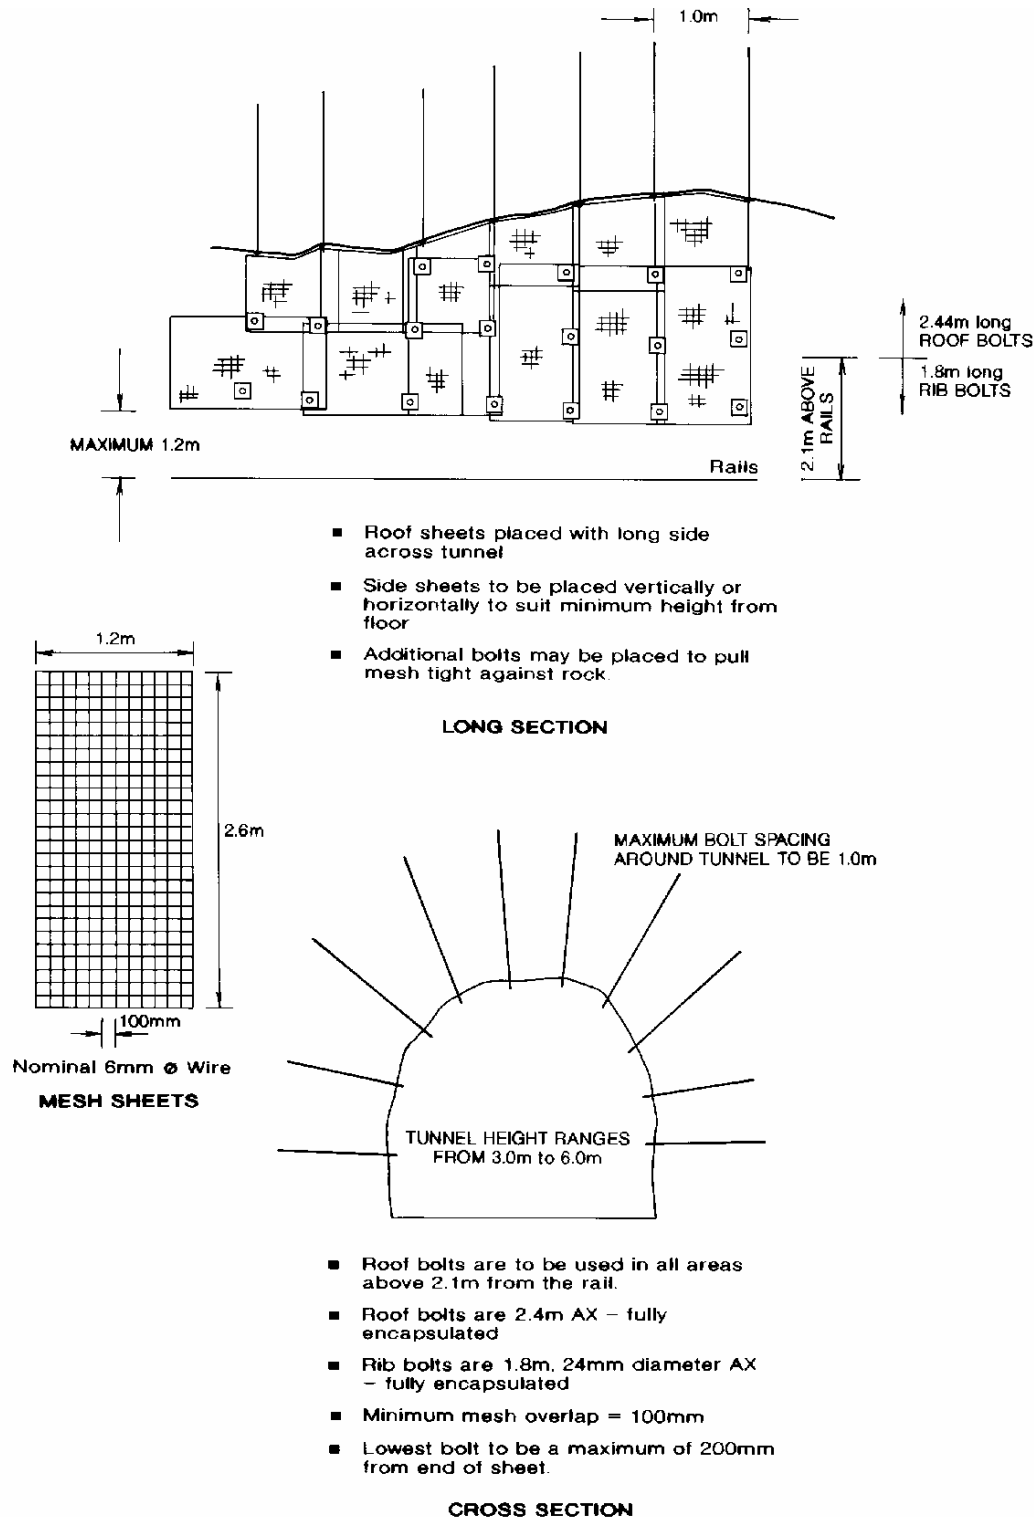 1.0m
2.44m long
ROOF BOLTS
1.8m long
RIB BOLTS
2.1m ABOVE
RAILS
MAXIMUM 1.2m
Rails
■ Roof sheets placed with long side
across tunnel
■ Side sheets to be placed vertically or
horizontally to suit minimum height from
floor
■ Additional bolts may be placed to pull
mesh tight against rock.
LONG SECTION
1.2m
2.6m
100mm
Nominal 6mm ø Wire
MESH SHEETS
MAXIMUM BOLT SPACING
AROUND TUNNEL TO BE 1.0m
TUNNEL HEIGHT RANGES
FROM 3.0m to 6.0m
■ Roof bolts are to be used in all areas
above 2.1m from the rail.
■ Roof bolts are 2.4m AX – fully
encapsulated
■ Rib bolts are 1.8m, 24mm diameter AX
– fully encapsulated
■ Minimum mesh overlap = 100mm
■ Lowest bolt to be a maximum of 200mm
from end of sheet.
CROSS SECTION